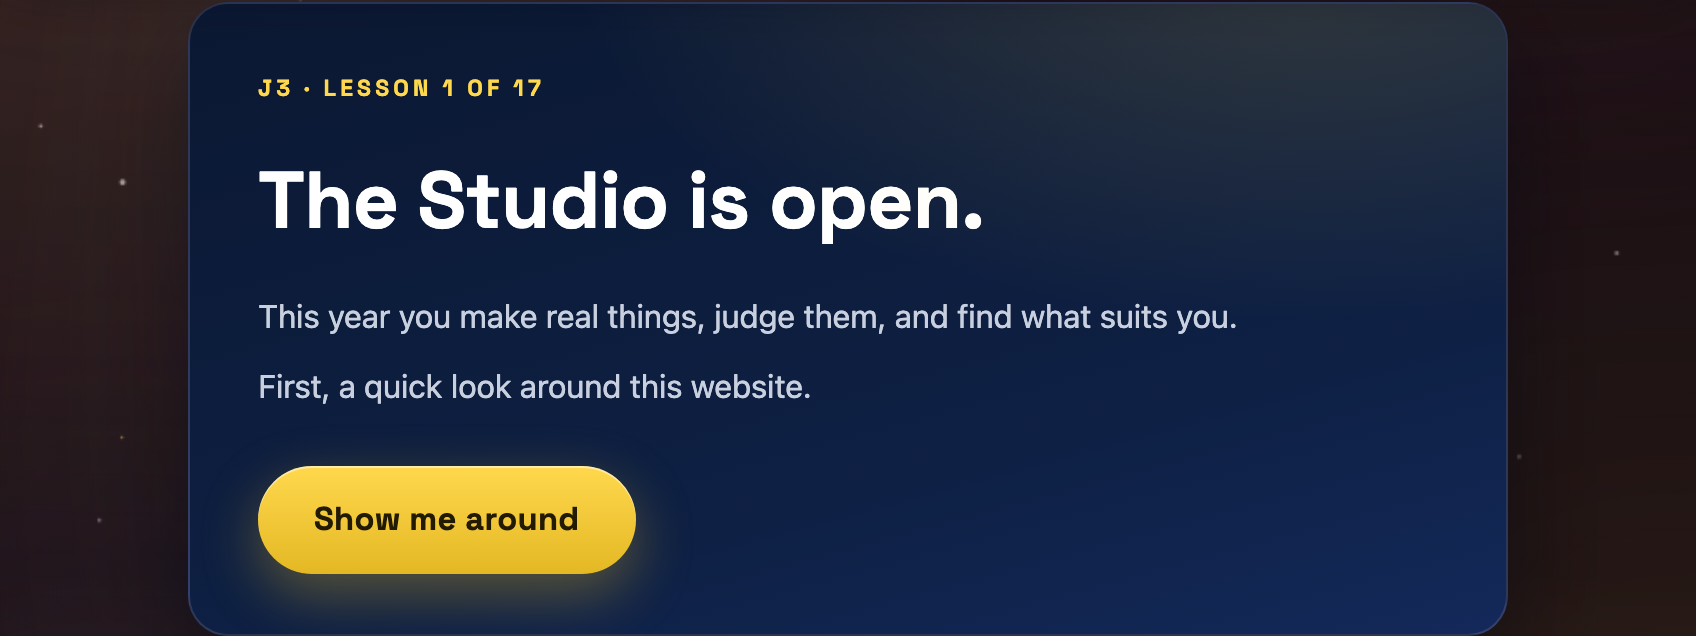 J3 · LESSON 1 OF 17
The Studio is open.
This year you make real things, judge them, and find what suits you.
First, a quick look around this website.
Show me around